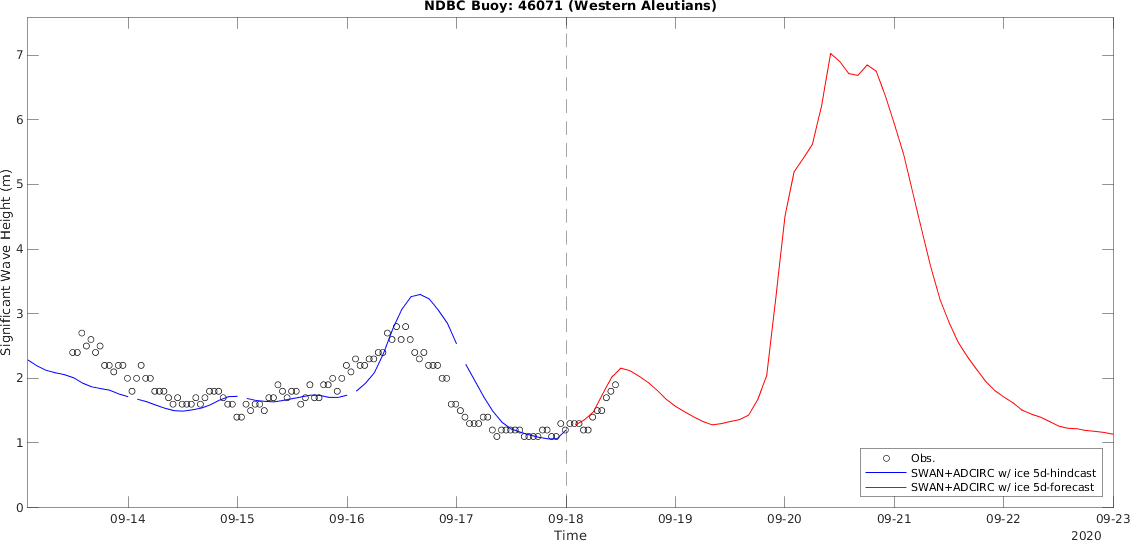 NDBC Buoy: 46071 (Western Aleutians)
7
6
5
4
3
2
1
0
Significant Wave Height (m)
09-14 09-15 09-16 09-17 09-18 09-19 09-20 09-21 09-22 09-23
Time
2020
Obs.
SWAN+ADCIRC w/ ice 5d-hindcast
SWAN+ADCIRC w/ ice 5d-forecast